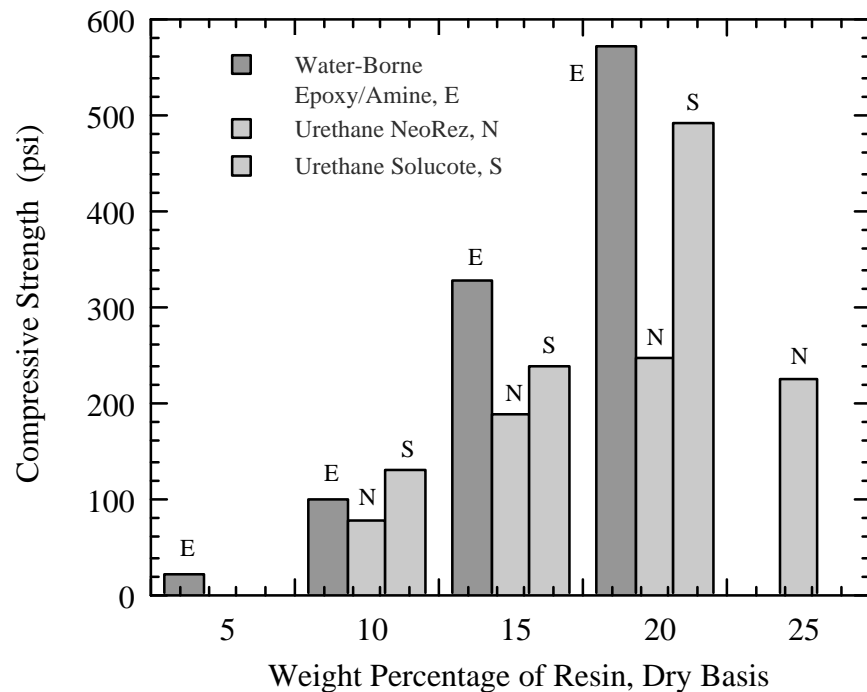 600
500
400
300
200
100
0
Compressive Strength (psi)
Water-Borne
Epoxy/Amine, E
Urethane NeoRez, N
Urethane Solucote, S
E
E
N
S
E
N
S
E
N
S
N
5 10 15 20 25
Weight Percentage of Resin, Dry Basis